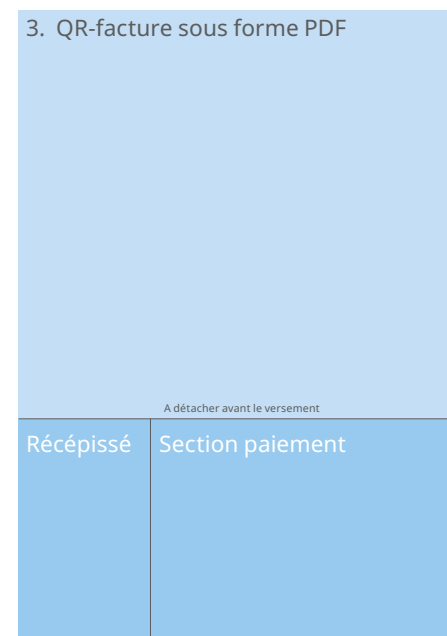 3. QR-facture sous forme PDF
A détacher avant le versement
Récépissé
Section paiement